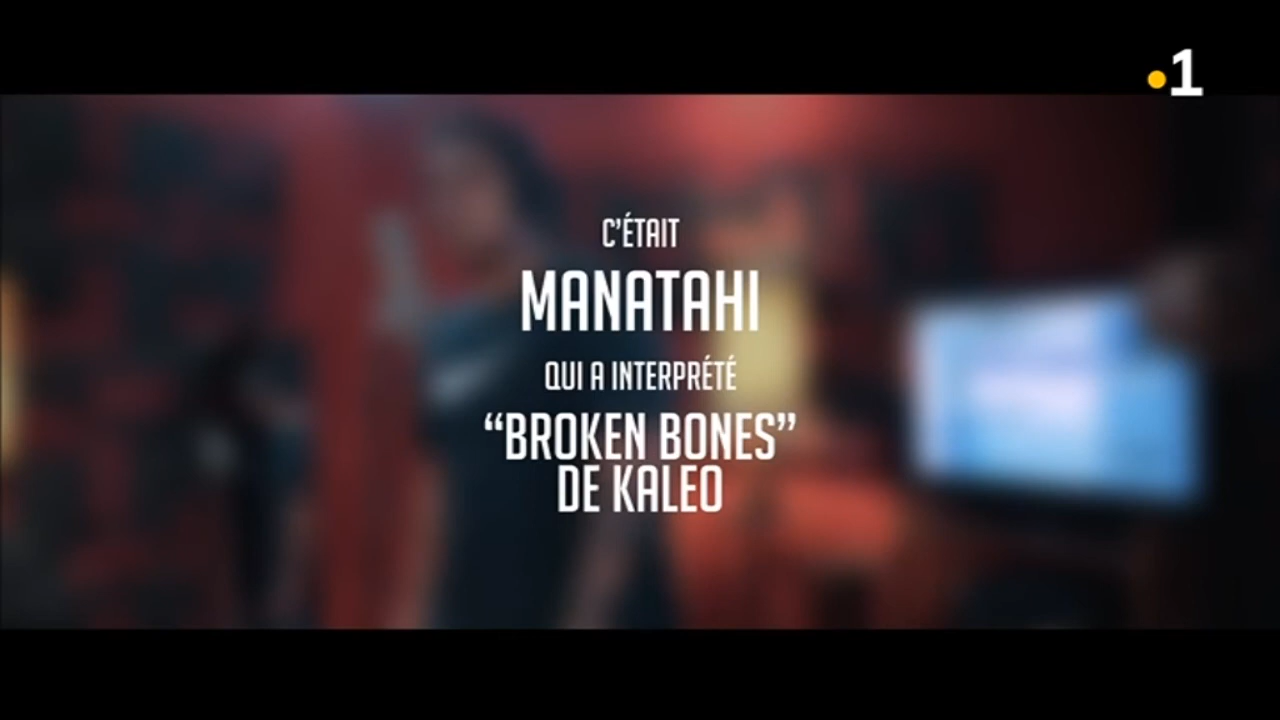 1
C'ÉTAIT
MANATAHI
QUI A INTERPRÉTÉ
“BROKEN BONES”
DE KALEO